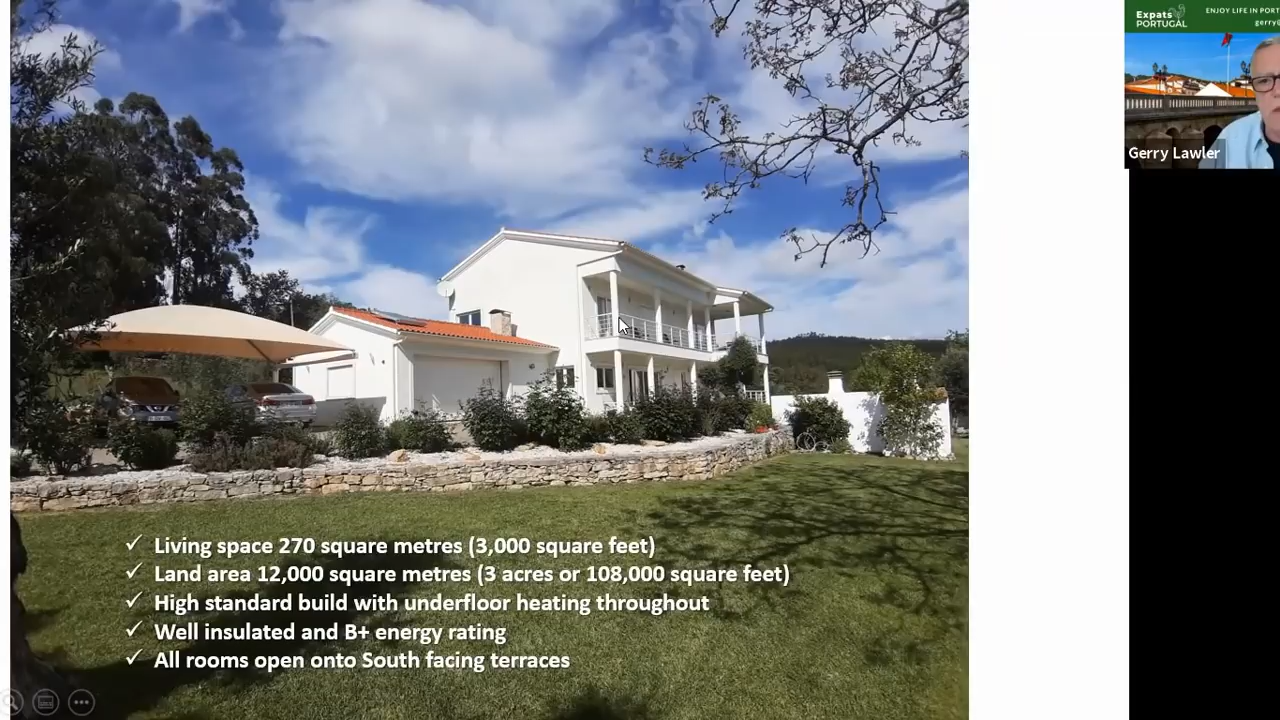 Expats
PORTUGAL
ENJOY LIFE IN PORT
gerry@
Gerry Lawler
✓ Living space 270 square metres (3,000 square feet)
✓ Land area 12,000 square metres (3 acres or 108,000 square feet)
✓ High standard build with underfloor heating throughout
✓ Well insulated and B+ energy rating
✓ All rooms open onto South facing terraces